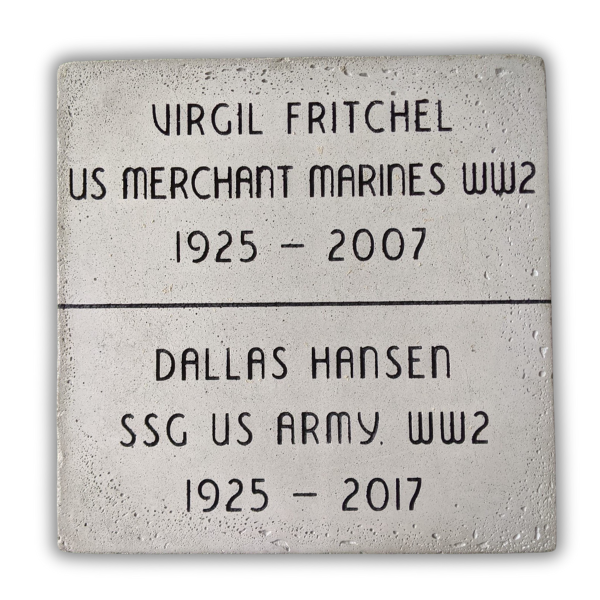 VIRGIL FRITCHEL
US MERCHANT MARINES WW2
1925 – 2007
DALLAS HANSEN
SSG US ARMY. WW2
1925 – 2017